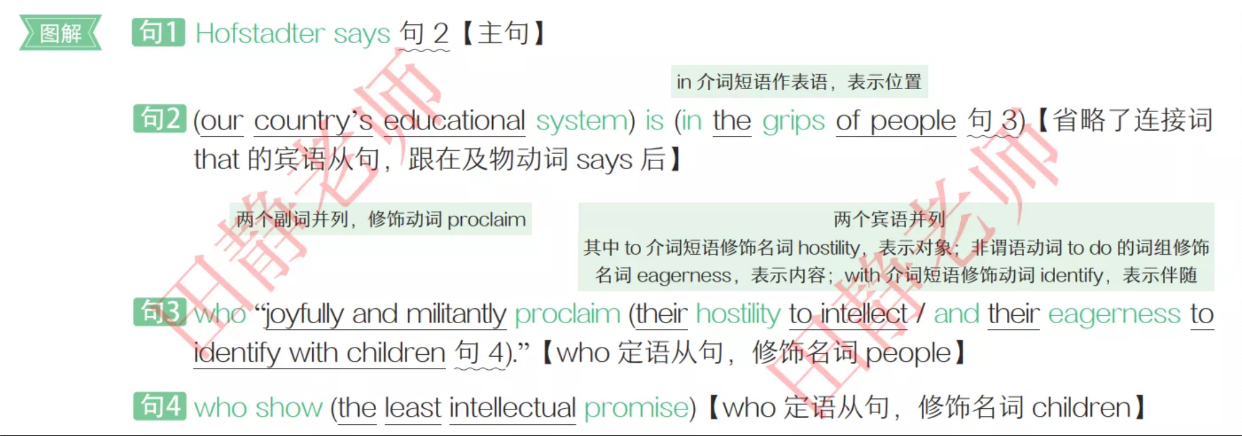 图解
句1 Hofstadter says 句 2【主句】
in 介词短语作表语，表示位置
句2 (our country's educational system) is (in the grips of people 句 3)【省略了连接词
that 的宾语从句，跟在及物动词 says 后】
两个副词并列，修饰动词 proclaim
两个宾语并列
其中 to 介词短语修饰名词 hostility，表示对象；非谓语动词 to do 的词组修饰
名词 eagerness，表示内容；with 介词短语修饰动词 identify，表示伴随
句3 who “joyfully and militantly proclaim (their hostility to intellect / and their eagerness to
identify with children 句 4).”【who 定语从句，修饰名词 people】
句4 who show (the least intellectual promise)【who 定语从句，修饰名词 children】
田静老师
田静老师